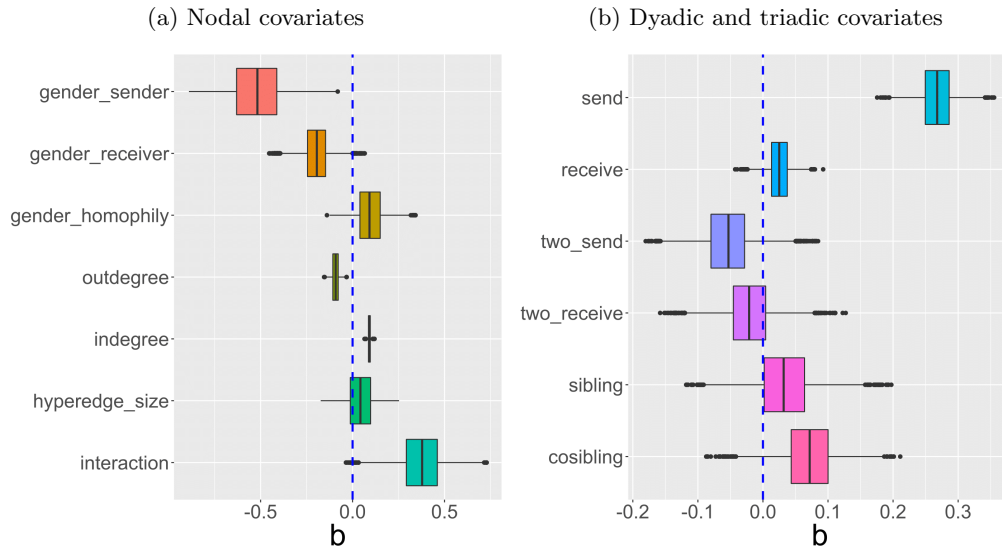 (a) Nodal covariates
gender_sender
gender_receiver
gender_homophily
outdegree
indegree
hyperedge_size
interaction
-0.5 0.0 0.5
b
(b) Dyadic and triadic covariates
send
receive
two_send
two_receive
sibling
cosibling
-0.2 -0.1 0.0 0.1 0.2 0.3
b